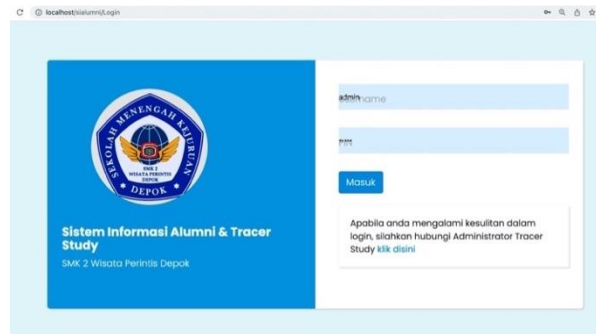 localhost/sialumni/Login
SEKOLAH MENENGAH KEJURUAN
SMK 2
WISATA PERINTIS
DEPOK
DEPOK
Sistem Informasi Alumni & Tracer
Study
SMK 2 Wisata Perintis Depok
admin
Masuk
Apabila anda mengalami kesulitan dalam
login, silahkan hubungi Administrator Tracer
Study klik disini